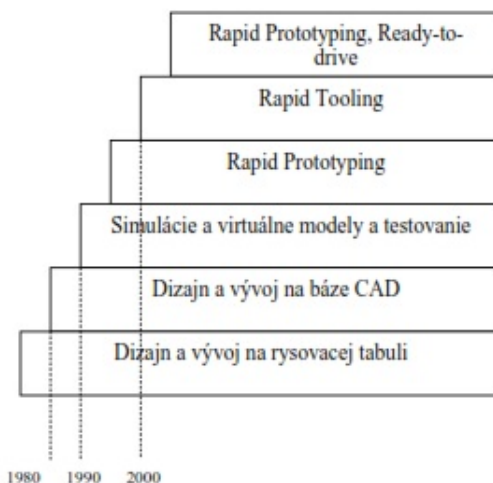 Rapid Prototyping, Ready-to-
drive
Rapid Tooling
Rapid Prototyping
Simulácie a virtuálne modely a testovanie
Dizajn a vývoj na báze CAD
Dizajn a vývoj na rysovacej tabuli
1980 1990 2000